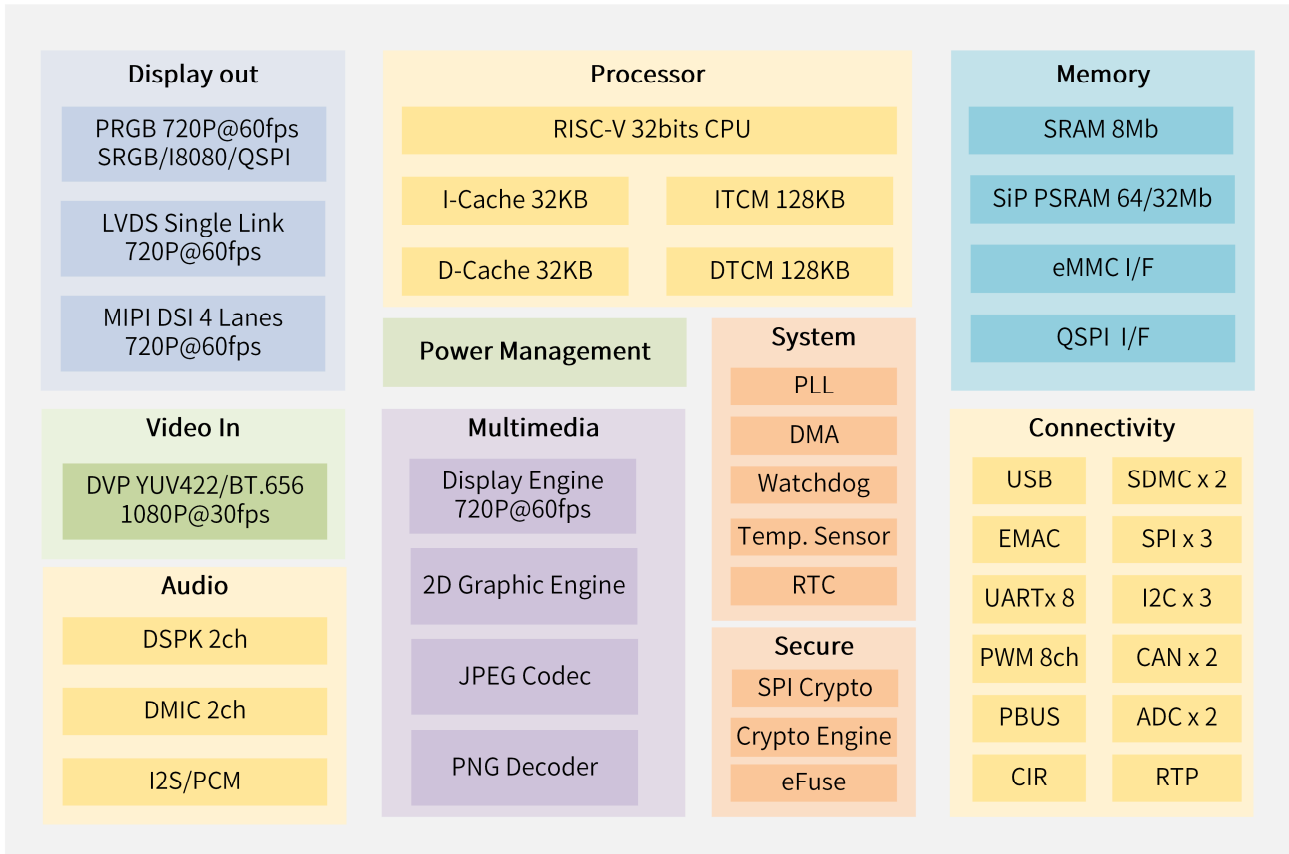 Display out
PRGB 720P@60fps
SRGB/I8080/QSPI
LVDS Single Link
720P@60fps
MIPI DSI 4 Lanes
720P@60fps
Video In
DVP YUV422/BT.656
1080P@30fps
Audio
DSPK 2ch
DMIC 2ch
I2S/PCM
Processor
RISC-V 32bits CPU
I-Cache 32KB
ITCM 128KB
D-Cache 32KB
DTCM 128KB
Power Management
Multimedia
Display Engine
720P@60fps
2D Graphic Engine
JPEG Codec
PNG Decoder
System
PLL
DMA
Watchdog
Temp. Sensor
RTC
Secure
SPI Crypto
Crypto Engine
eFuse
Memory
SRAM 8Mb
SiP PSRAM 64/32Mb
eMMC I/F
QSPI I/F
Connectivity
USB
SDMC x 2
EMAC
SPI x 3
UARTx 8
I2C x 3
PWM 8ch
CAN x 2
PBUS
ADC x 2
CIR
RTP